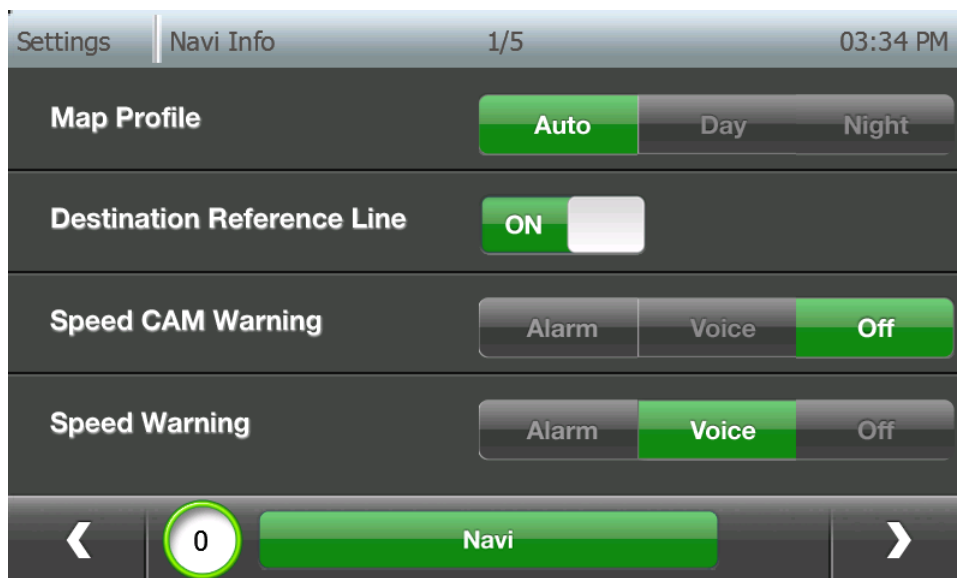 Settings Navi Info 1/5 03:34 PM
Map Profile Auto Day Night
Destination Reference Line ON
Speed CAM Warning Alarm Voice Off
Speed Warning Alarm Voice Off
0 Navi